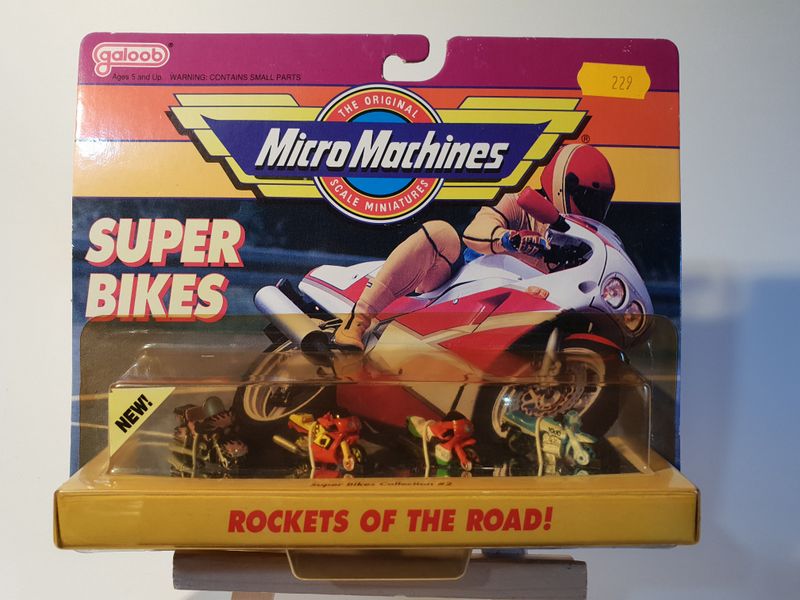 galoob®
Ages 5 and Up. WARNING: CONTAINS SMALL PARTS
229
THE ORIGINAL
Micro Machines®
SCALE MINIATURES
SUPER
BIKES
NEW!
Super Bikes Collection #2
ROCKETS OF THE ROAD!